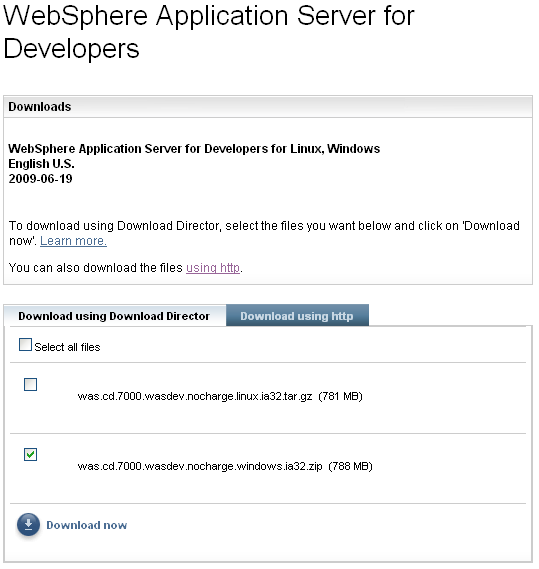 WebSphere Application Server for
Developers
Downloads
WebSphere Application Server for Developers for Linux, Windows
English U.S.
2009-06-19
To download using Download Director, select the files you want below and click on 'Download
now'. Learn more.
You can also download the files using http.
Download using Download Director Download using http
Select all files
was.cd.7000.wasdev.nocharge.linux.ia32.tar.gz (781 MB)
was.cd.7000.wasdev.nocharge.windows.ia32.zip (788 MB)
Download now